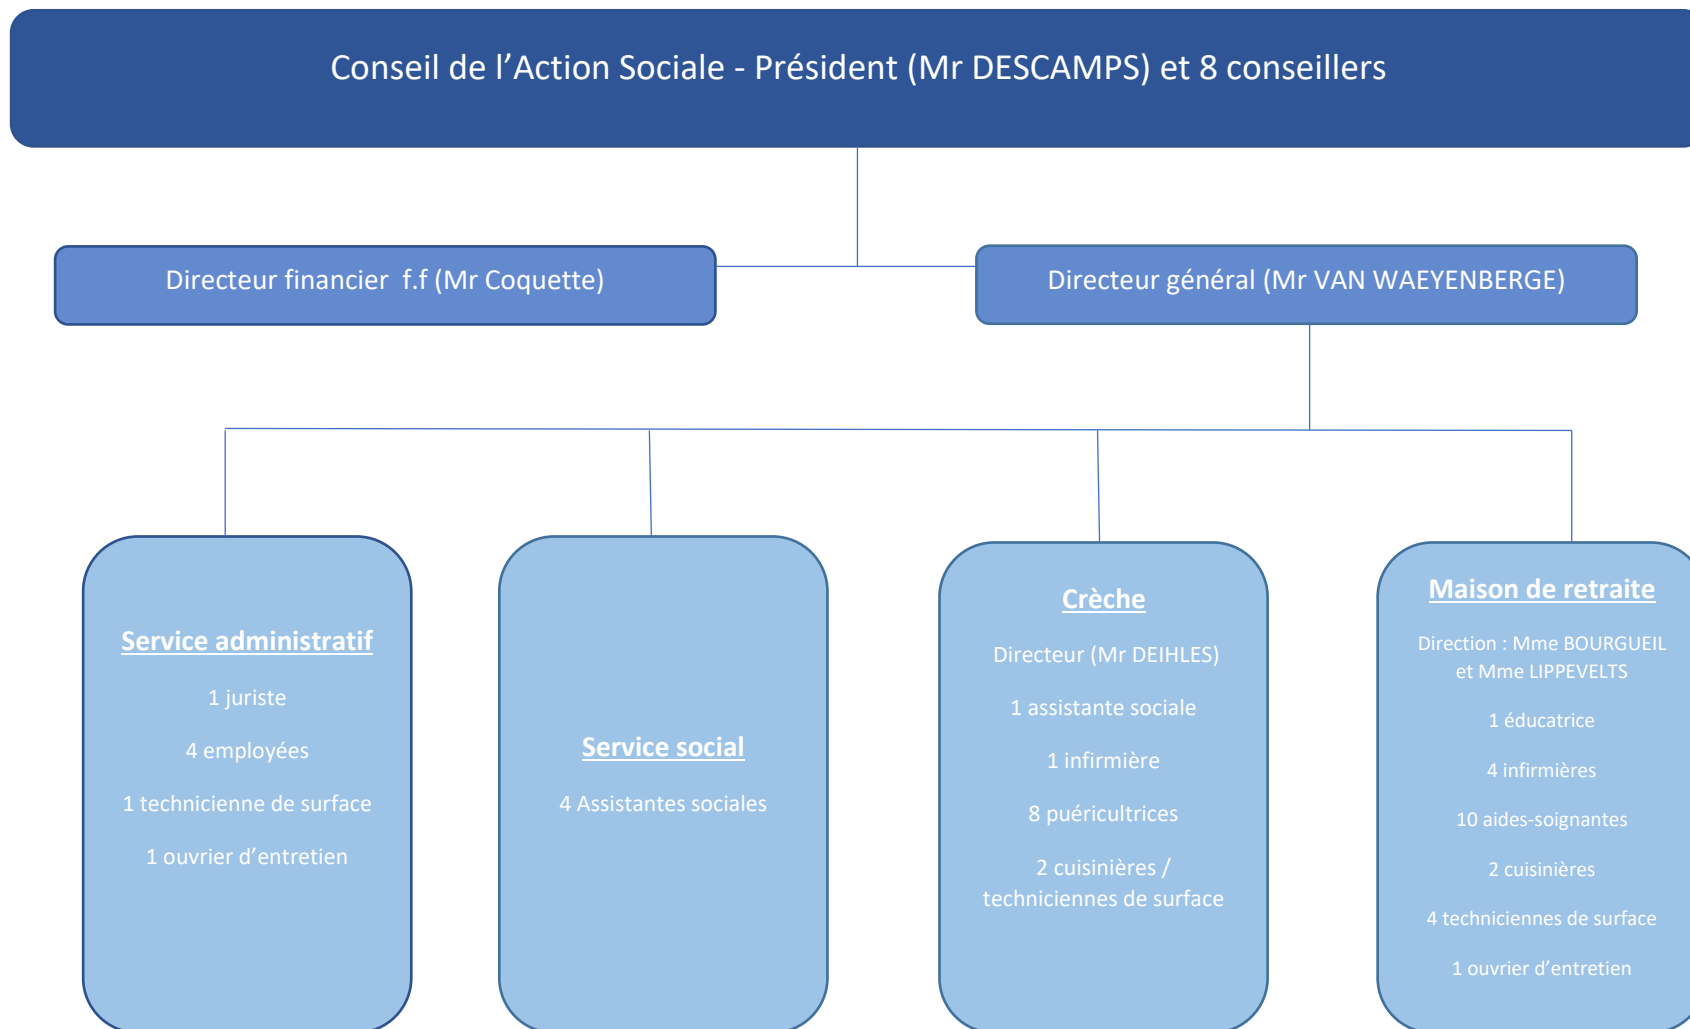 Conseil de l’Action Sociale - Président (Mr DESCAMPS) et 8 conseillers
Directeur financier f.f (Mr Coquette)
Directeur général (Mr VAN WAEYENBERGE)
Service administratif
1 juriste
4 employées
1 technicienne de surface
1 ouvrier d’entretien
Service social
4 Assistantes sociales
Crèche
Directeur (Mr DEIHLES)
1 assistante sociale
1 infirmière
8 puéricultrices
2 cuisinières /
techniciennes de surface
Maison de retraite
Direction : Mme BOURGUEIL
et Mme LIPPEVELTS
1 éducatrice
4 infirmières
10 aides-soignantes
2 cuisinières
4 techniciennes de surface
1 ouvrier d’entretien